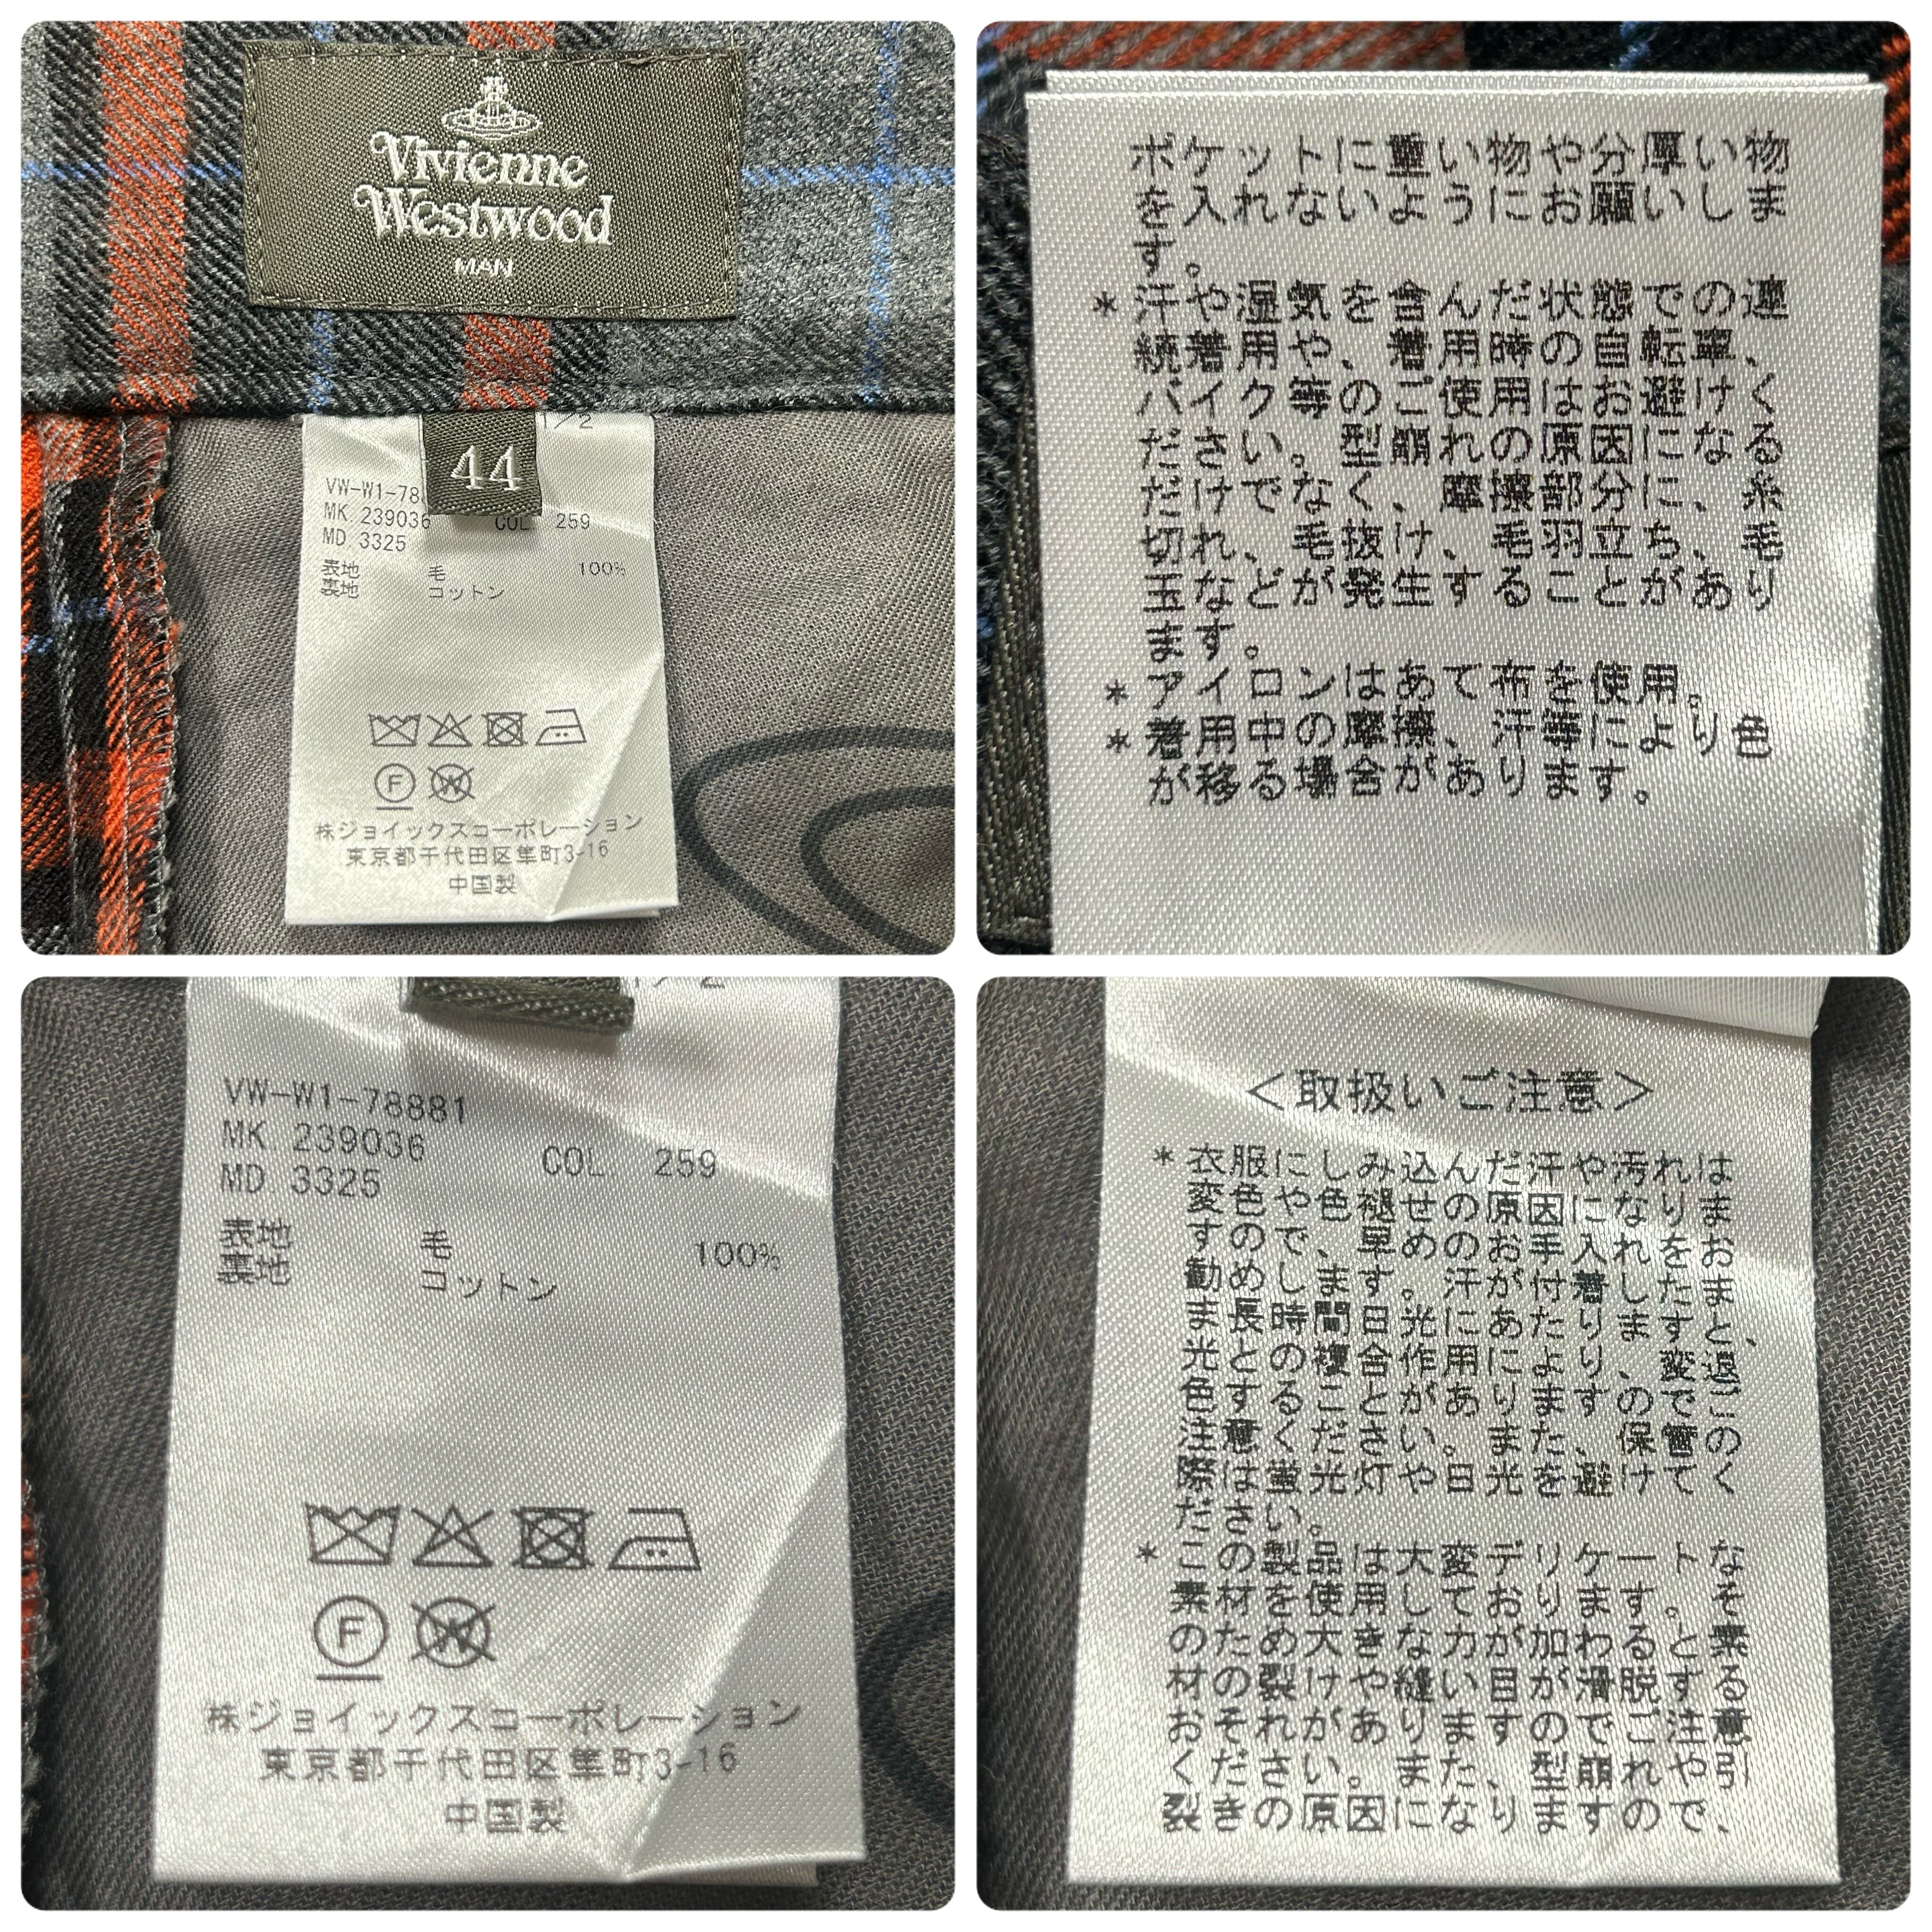 Vivienne
Westwood
MAN
44
1/2
VW-W1-78
MK 239036 COL 259
MD 3325
表地 毛 100%
裏地 コットン
F W
株ジョイックスコーポレーション
東京都千代田区隼町3-16
中国製
ポケットに重い物や分厚い物
を入れないようにお願いしま
す。
*汗や湿気を含んだ状態での連
続着用や、着用時の自転車、
バイク等のご使用はお避けく
ださい。型崩れの原因になる
だけでなく、摩擦部分に、糸
切れ、毛抜け、毛羽立ち、毛
玉などが発生することがあり
ます。
*アイロンはあて布を使用。
*着用中の摩擦、汗等により色
が移る場合があります。
1/2
VW-W1-78881
MK 239036 COL 259
MD 3325
表地 毛 100%
裏地 コットン
F W
株ジョイックスコーポレーション
東京都千代田区隼町3-16
中国製
<取扱いご注意>
*衣服にしみ込んだ汗や汚れは
変色や色褪せの原因になりま
すので、早めのお手入れをお
勧めします。汗が付着したま
ま長時間日光にあたりますと、
光と汗の複合作用により、変退
色することがありますのでご
注意ください。また、保管の
際は蛍光灯や日光を避けてく
ださい。
*この製品は大変デリケートな
素材を使用しております。そ
のため大きな力が加わると素
材の裂けや縫い目が滑脱する
おそれがありますのでご注意
ください。また、型崩れや引
裂きの原因になりますので、